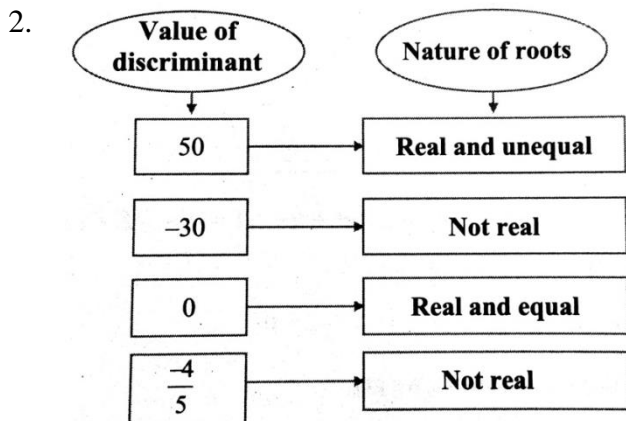 2.
Value of discriminant
Nature of roots
50
Real and unequal
–30
Not real
0
Real and equal
–4/5
Not real